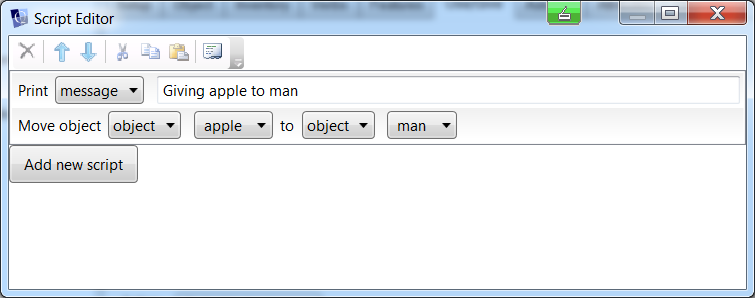 Script Editor
Print message Giving apple to man
Move object object apple to object man
Add new script